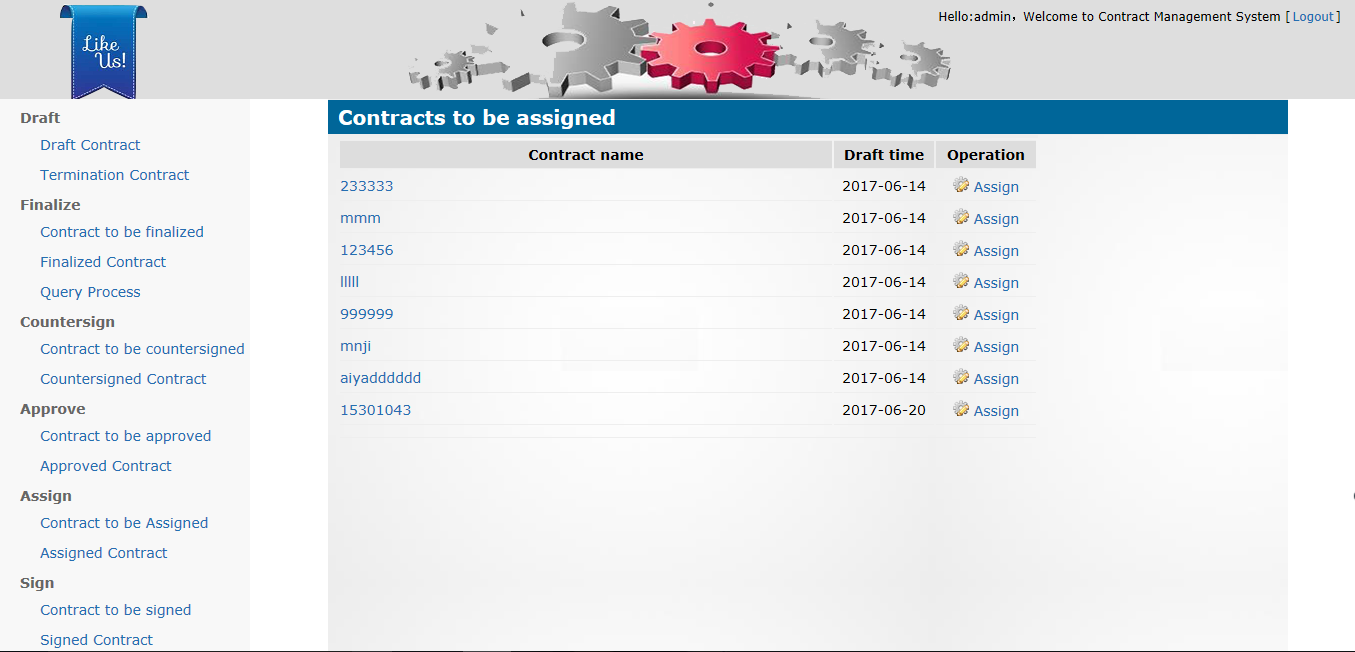 Like
Us!
Hello:admin，Welcome to Contract Management System [Logout]
Draft
Draft Contract
Termination Contract
Finalize
Contract to be finalized
Finalized Contract
Query Process
Countersign
Contract to be countersigned
Countersigned Contract
Approve
Contract to be approved
Approved Contract
Assign
Contract to be Assigned
Assigned Contract
Sign
Contract to be signed
Signed Contract
Contracts to be assigned
Contract name Draft time Operation
233333 2017-06-14 Assign
mmm 2017-06-14 Assign
123456 2017-06-14 Assign
lllll 2017-06-14 Assign
999999 2017-06-14 Assign
mnji 2017-06-14 Assign
aiyadddddd 2017-06-14 Assign
15301043 2017-06-20 Assign